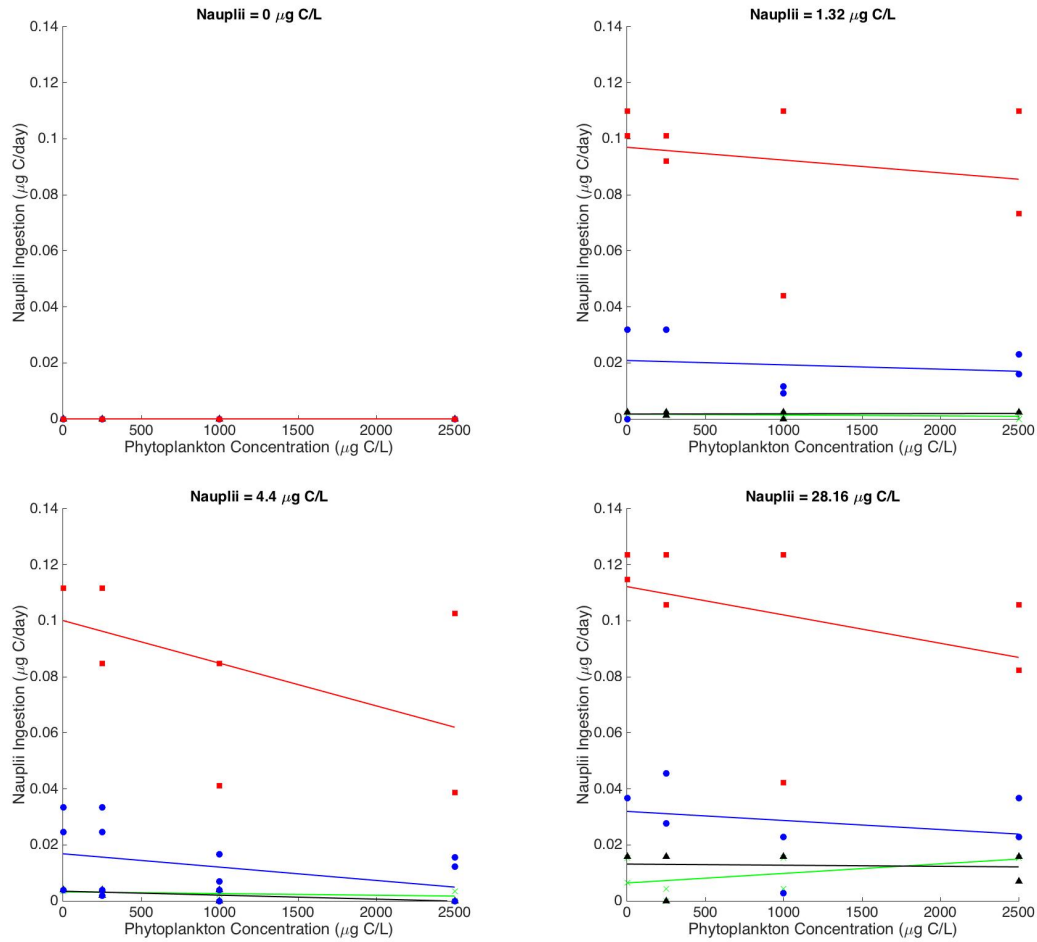 Nauplii = 0 μg C/L
0.14
0.12
0.1
0.08
0.06
0.04
0.02
0
Nauplii Ingestion (μg C/day)
0 500 1000 1500 2000 2500
Phytoplankton Concentration (μg C/L)
Nauplii = 1.32 μg C/L
0.14
0.12
0.1
0.08
0.06
0.04
0.02
0
Nauplii Ingestion (μg C/day)
0 500 1000 1500 2000 2500
Phytoplankton Concentration (μg C/L)
Nauplii = 4.4 μg C/L
0.14
0.12
0.1
0.08
0.06
0.04
0.02
0
Nauplii Ingestion (μg C/day)
0 500 1000 1500 2000 2500
Phytoplankton Concentration (μg C/L)
Nauplii = 28.16 μg C/L
0.14
0.12
0.1
0.08
0.06
0.04
0.02
0
Nauplii Ingestion (μg C/day)
0 500 1000 1500 2000 2500
Phytoplankton Concentration (μg C/L)